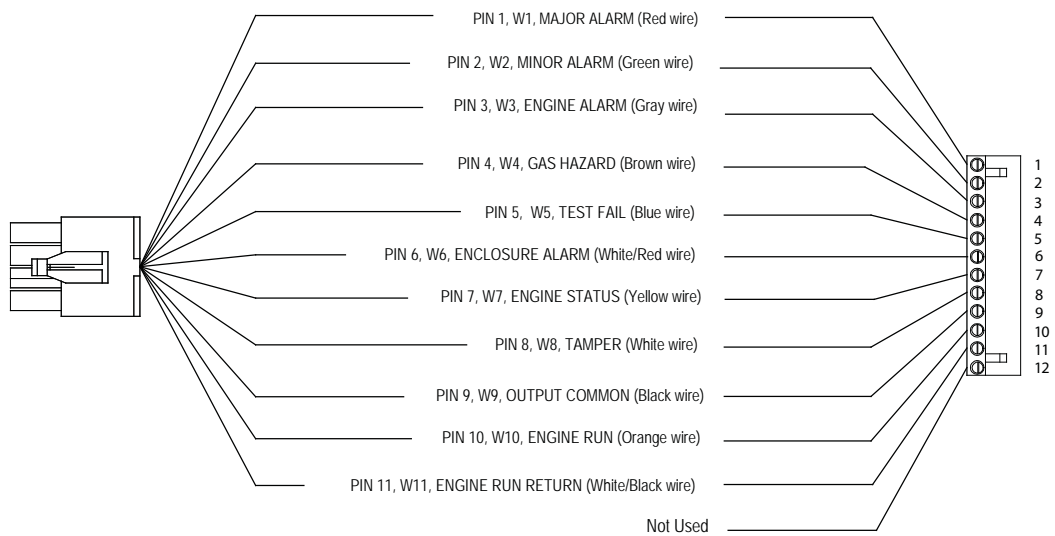 PIN 1, W1, MAJOR ALARM (Red wire)
PIN 2, W2, MINOR ALARM (Green wire)
PIN 3, W3, ENGINE ALARM (Gray wire)
PIN 4, W4, GAS HAZARD (Brown wire)
PIN 5, W5, TEST FAIL (Blue wire)
PIN 6, W6, ENCLOSURE ALARM (White/Red wire)
PIN 7, W7, ENGINE STATUS (Yellow wire)
PIN 8, W8, TAMPER (White wire)
PIN 9, W9, OUTPUT COMMON (Black wire)
PIN 10, W10, ENGINE RUN (Orange wire)
PIN 11, W11, ENGINE RUN RETURN (White/Black wire)
Not Used
1
2
3
4
5
6
7
8
9
10
11
12